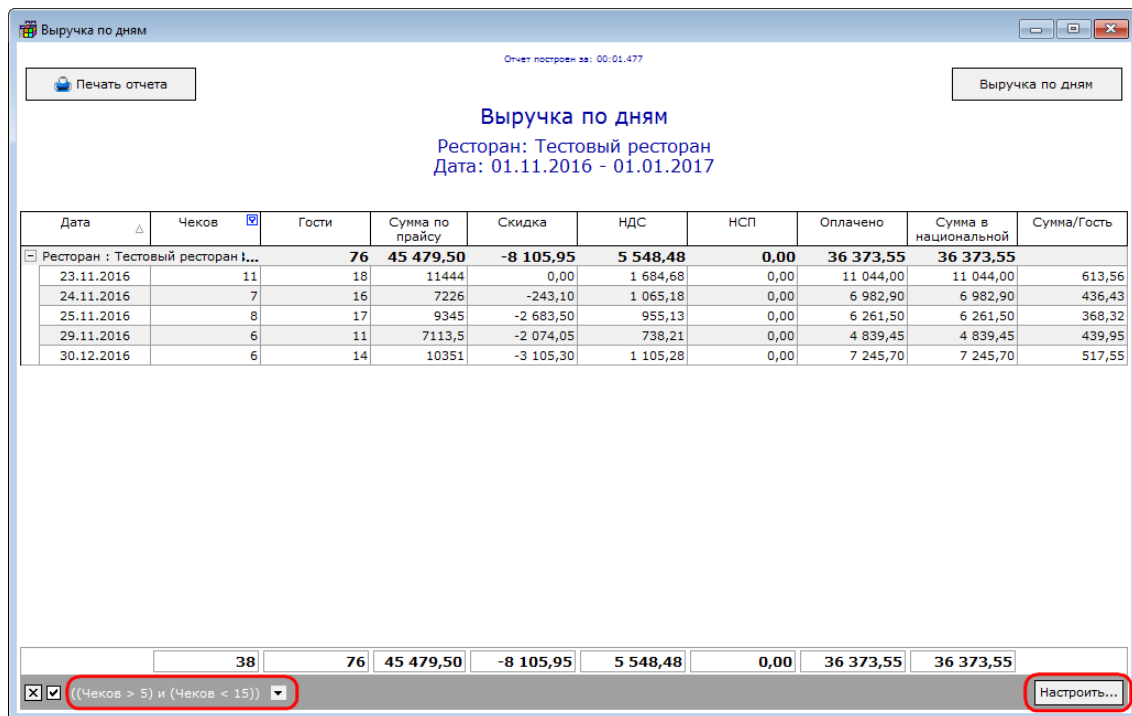 Выручка по дням
Отчет построен за: 00:01.477
Печать отчета
Выручка по дням
Выручка по дням
Ресторан: Тестовый ресторан
Дата: 01.11.2016 - 01.01.2017
Дата Чеков Гости Сумма по прайсу Скидка НДС НСП Оплачено Сумма в национальной Сумма/Гость
Ресторан : Тестовый ресторан ... 76 45 479,50 -8 105,95 5 548,48 0,00 36 373,55 36 373,55
23.11.2016 11 18 11444 0,00 1 684,68 0,00 11 044,00 11 044,00 613,56
24.11.2016 7 16 7226 -243,10 1 065,18 0,00 6 982,90 6 982,90 436,43
25.11.2016 8 17 9345 -2 683,50 955,13 0,00 6 261,50 6 261,50 368,32
29.11.2016 6 11 7113,5 -2 074,05 738,21 0,00 4 839,45 4 839,45 439,95
30.12.2016 6 14 10351 -3 105,30 1 105,28 0,00 7 245,70 7 245,70 517,55
38 76 45 479,50 -8 105,95 5 548,48 0,00 36 373,55 36 373,55
((Чеков > 5) и (Чеков < 15))
Настроить...